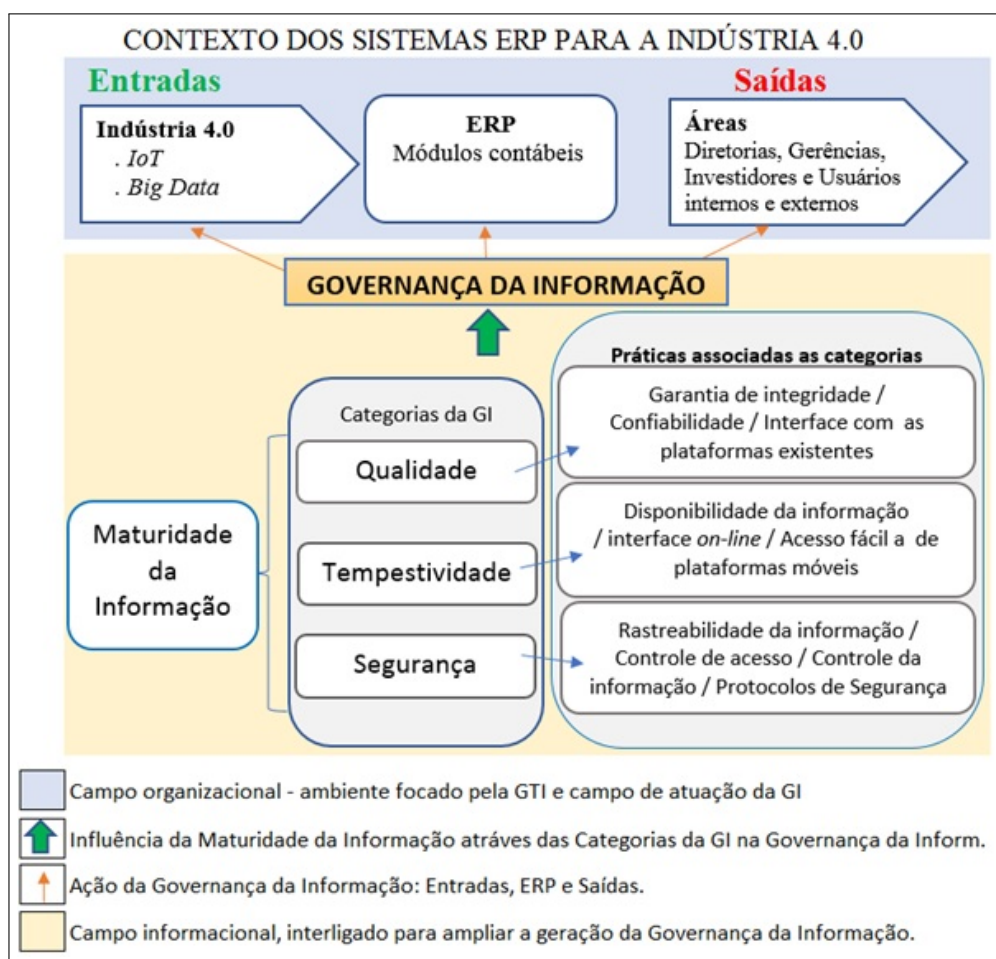 CONTEXTO DOS SISTEMAS ERP PARA A INDÚSTRIA 4.0
Entradas
Saídas
Indústria 4.0
. IoT
. Big Data
ERP
Módulos contábeis
Áreas
Diretorias, Gerências,
Investidores e Usuários
internos e externos
GOVERNANÇA DA INFORMAÇÃO
Maturidade
da
Informação
Categorias da GI
Qualidade
Tempestividade
Segurança
Práticas associadas as categorias
Garantia de integridade /
Confiabilidade / Interface com as
plataformas existentes
Disponibilidade da informação
/ interface on-line / Acesso fácil a de
plataformas móveis
Rastreabilidade da informação /
Controle de acesso / Controle da
informação / Protocolos de Segurança
Campo organizacional - ambiente focado pela GTI e campo de atuação da GI
Influência da Maturidade da Informação atráves das Categorias da GI na Governança da Inform.
Ação da Governança da Informação: Entradas, ERP e Saídas.
Campo informacional, interligado para ampliar a geração da Governança da Informação.